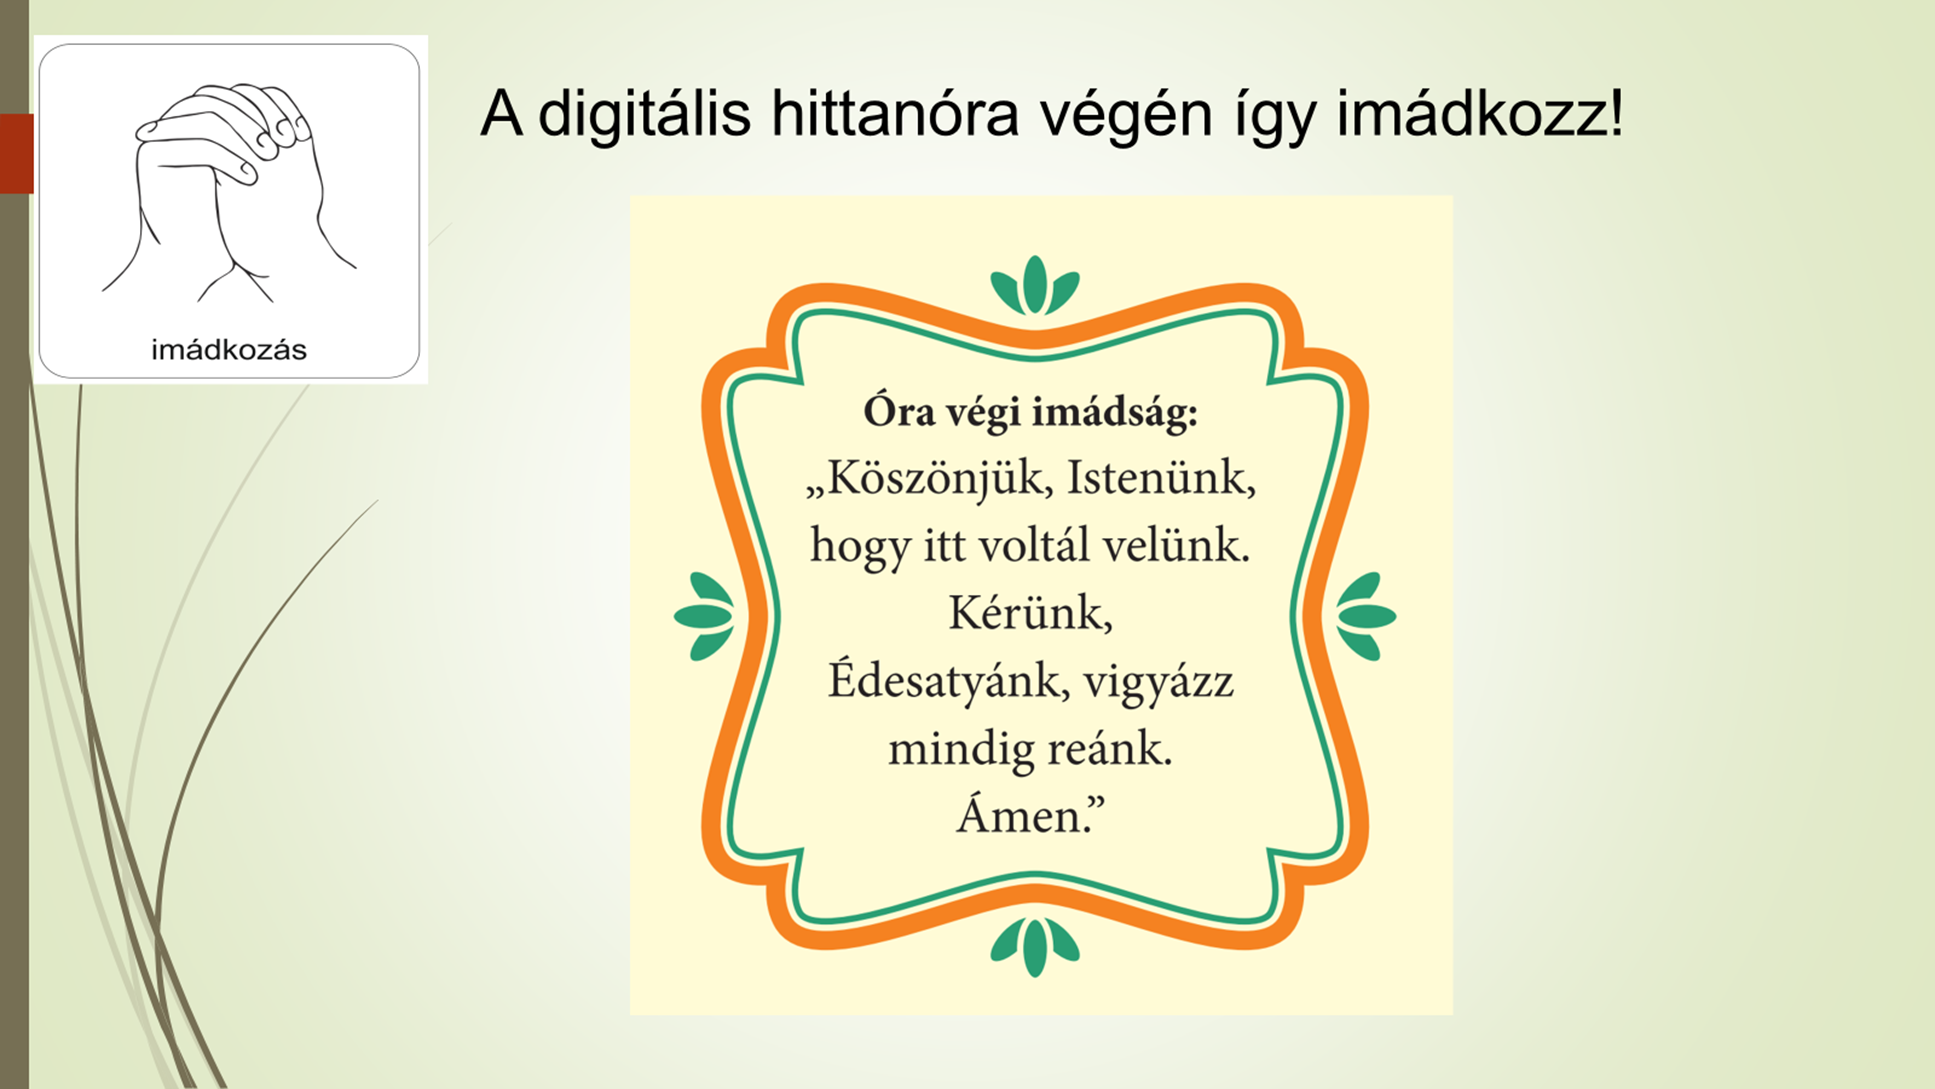 A digitális hittanóra végén így imádkozz!
imádkozás
Óra végi imádság:
„Köszönjük, Istenünk,
hogy itt voltál velünk.
Kérünk,
Édesatyánk, vigyázz
mindig reánk.
Ámen.”